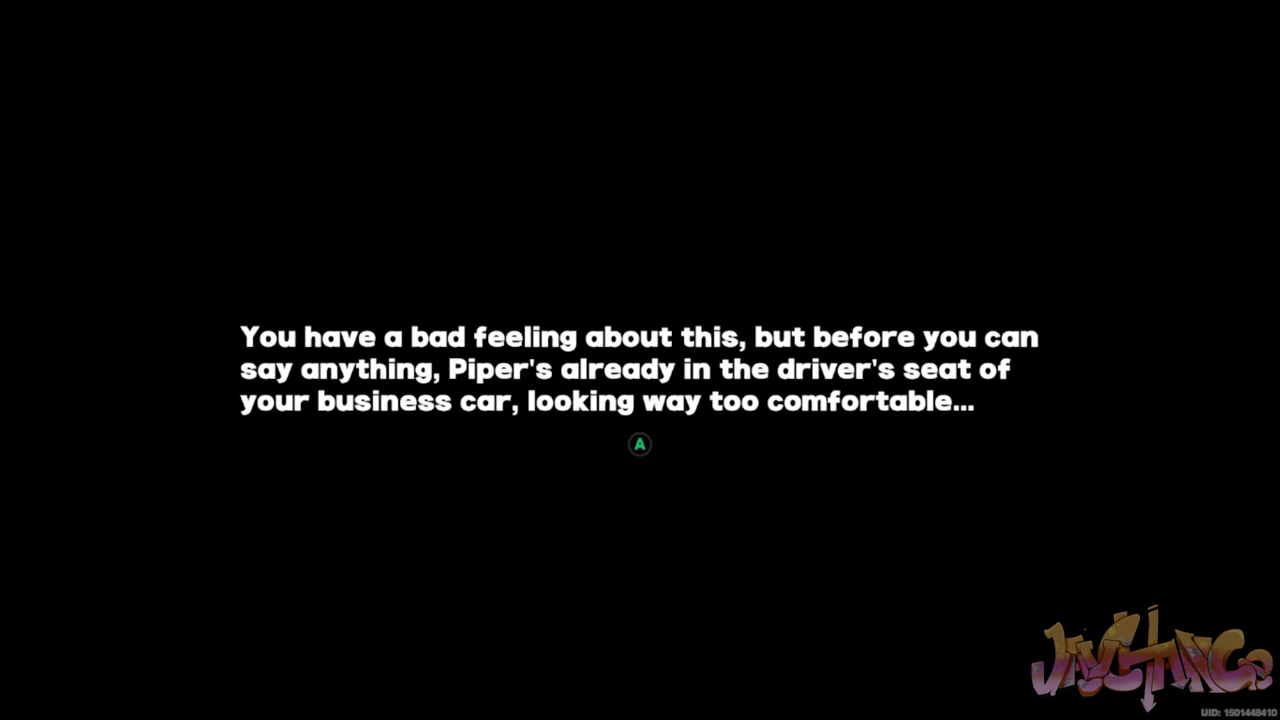 You have a bad feeling about this, but before you can
say anything, Piper's already in the driver's seat of
your business car, looking way too comfortable...
A
UID: 1501448410